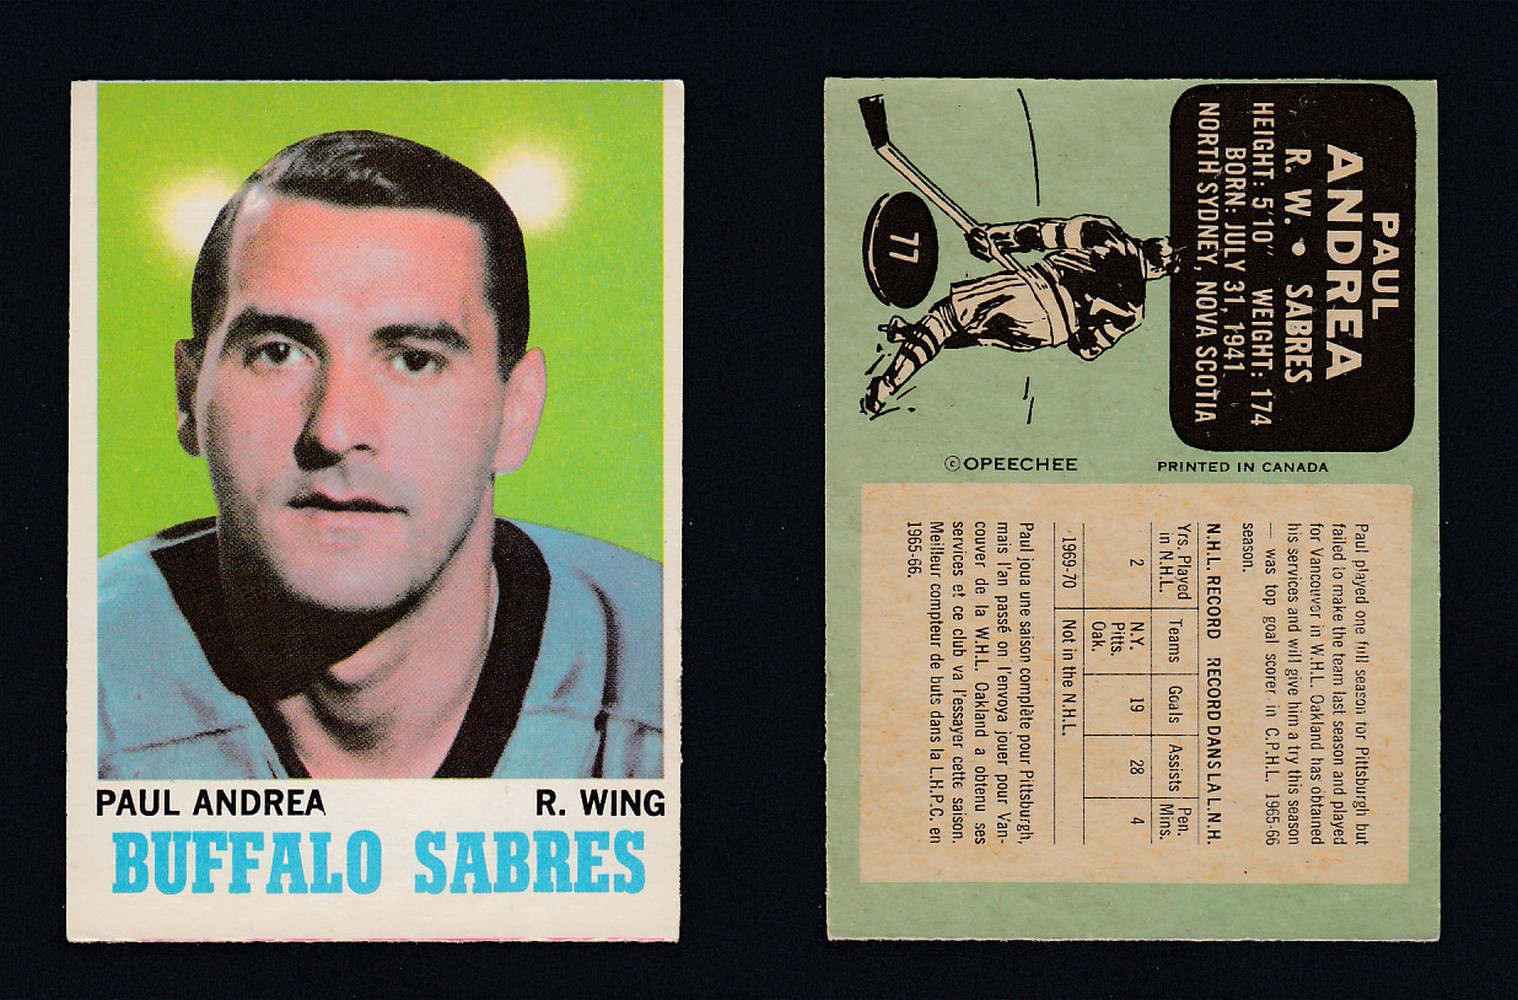 PAUL ANDREA R. WING
BUFFALO SABRES
PAUL
ANDREA
R. W. • SABRES
HEIGHT: 5'10" WEIGHT: 174
BORN: JULY 31, 1941
NORTH SYDNEY, NOVA SCOTIA
77
©OPEECHEE PRINTED IN CANADA
Paul played one full season for Pittsburgh but
failed to make the team last season and played
for Vancouver in W.H.L. Oakland has obtained
his services and will give him a try this season
— was top goal scorer in C.P.H.L. 1965-66
season.
N.H.L. RECORD RECORD DANS LA L.N.H.
Yrs. Played Teams Goals Assists Pen.
in N.H.L. Mins.
2 N.Y. 19 28 4
Pitts.
Oak.
1969-70 Not in the N.H.L.
Paul joua une saison complète pour Pittsburgh,
mais l'an passé on l'envoya jouer pour Van-
couver de la W.H.L. Oakland a obtenu ses
services et ce club va l'essayer cette saison.
Meilleur compteur de buts dans la L.H.P.C. en
1965-66.